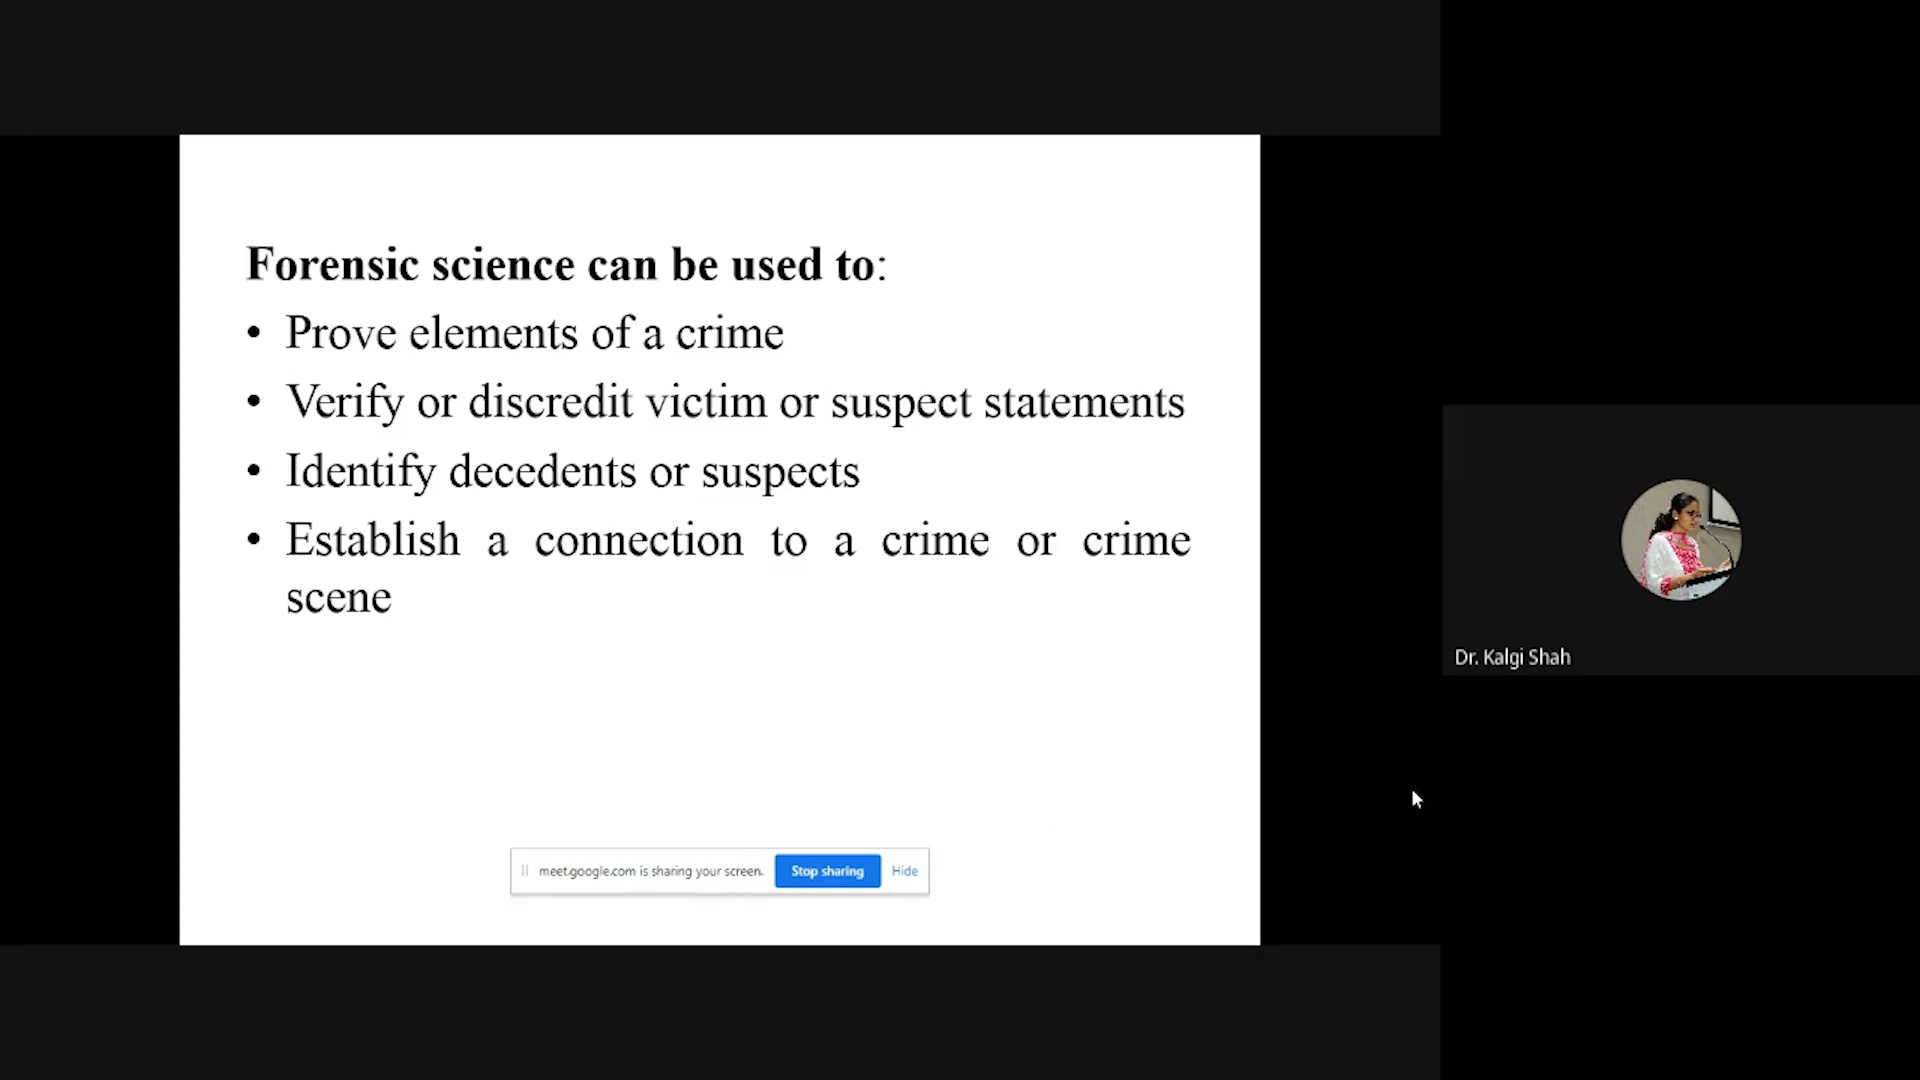 Forensic science can be used to:
• Prove elements of a crime
• Verify or discredit victim or suspect statements
• Identify decedents or suspects
• Establish a connection to a crime or crime
scene
meet.google.com is sharing your screen.
Stop sharing
Hide
Dr. Kalgi Shah